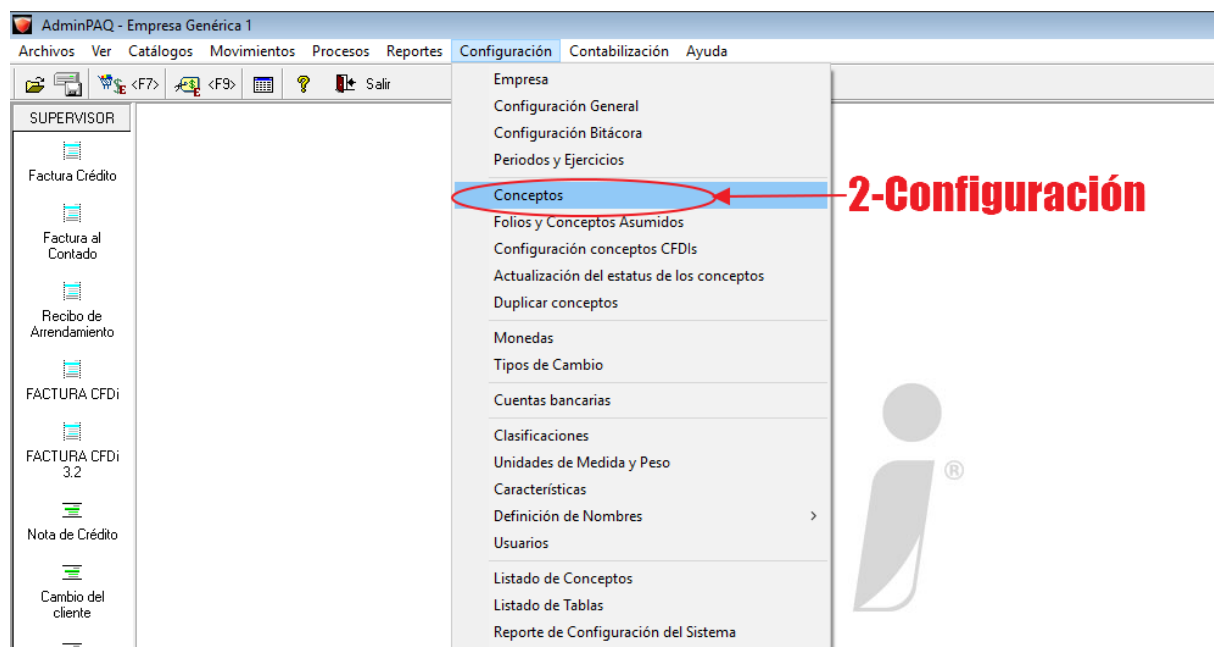 AdminPAQ - Empresa Genérica 1
Archivos Ver Catálogos Movimientos Procesos Reportes Configuración Contabilización Ayuda
<F7> <F9> Salir
SUPERVISOR
Factura Crédito
Factura al
Contado
Recibo de
Arrendamiento
FACTURA CFDi
FACTURA CFDi
3.2
Nota de Crédito
Cambio del
cliente
Empresa
Configuración General
Configuración Bitácora
Periodos y Ejercicios
Conceptos
Folios y Conceptos Asumidos
Configuración conceptos CFDIs
Actualización del estatus de los conceptos
Duplicar conceptos
Monedas
Tipos de Cambio
Cuentas bancarias
Clasificaciones
Unidades de Medida y Peso
Características
Definición de Nombres >
Usuarios
Listado de Conceptos
Listado de Tablas
Reporte de Configuración del Sistema
2-Configuración
i ®